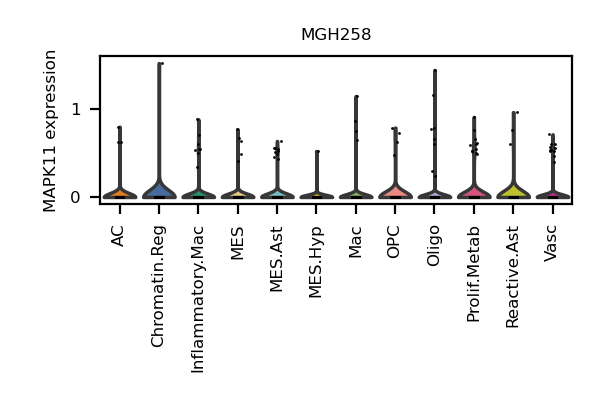 MGH258
MAPK11 expression
1
0
AC
Chromatin.Reg
Inflammatory.Mac
MES
MES.Ast
MES.Hyp
Mac
OPC
Oligo
Prolif.Metab
Reactive.Ast
Vasc